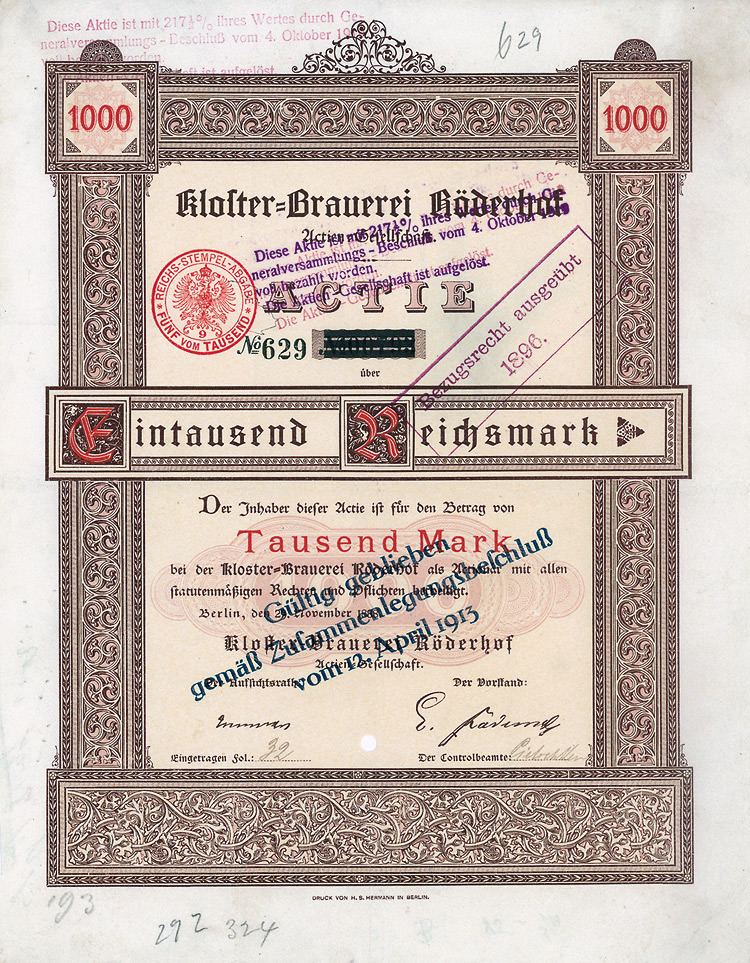 Diese Aktie ist mit 217½% ihres Wertes durch Ge-
neralversammlungs-Beschluß vom 4. Oktober
629
1000
1000
Kloster-Brauerei Röderhof
Actien-Gesellschaft.
Diese Aktie ist mit 217½% ihres Wertes durch Ge-
neralversammlungs-Beschluß vom 4. Oktober 1919
voll bezahlt worden.
Die Aktien-Gesellschaft ist aufgelöst.
REICHS-STEMPEL-ABGABE
FÜNF VOM TAUSEND
9
ACTIE
№ 629
über
Bezugsrecht ausgeübt
1896.
Eintausend Reichsmark
Der Inhaber dieser Actie ist für den Betrag von
Tausend Mark
bei der Kloster-Brauerei Röderhof als Actionär mit allen
statutenmäßigen Rechten und Pflichten betheiligt.
Berlin, den November
Kloster-Brauerei Röderhof
Actien-Gesellschaft.
Gültig geblieben
gemäß Zusammenlegungsbeschluß
vom 12. April 1913
Der Aufsichtsrath:
Der Vorstand:
Eingetragen Fol.: 32
Der Controlbeamte:
DRUCK VON H. S. HERMANN IN BERLIN.
193
292 324